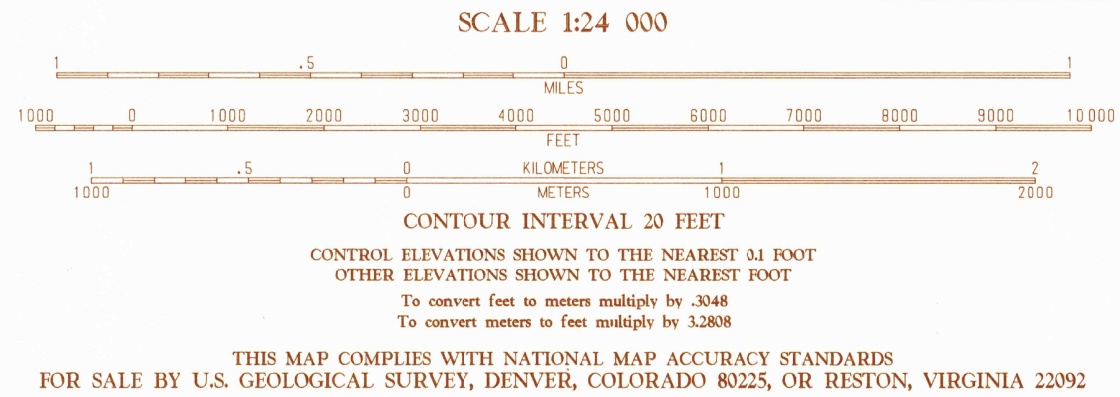 SCALE 1:24 000
1 .5 0 1
MILES
1000 0 1000 2000 3000 4000 5000 6000 7000 8000 9000 10 000
FEET
1 .5 0 KILOMETERS 1 2
1000 0 METERS 1000 2000
CONTOUR INTERVAL 20 FEET
CONTROL ELEVATIONS SHOWN TO THE NEAREST 0.1 FOOT
OTHER ELEVATIONS SHOWN TO THE NEAREST FOOT
To convert feet to meters multiply by .3048
To convert meters to feet multiply by 3.2808
THIS MAP COMPLIES WITH NATIONAL MAP ACCURACY STANDARDS
FOR SALE BY U.S. GEOLOGICAL SURVEY, DENVER, COLORADO 80225, OR RESTON, VIRGINIA 22092